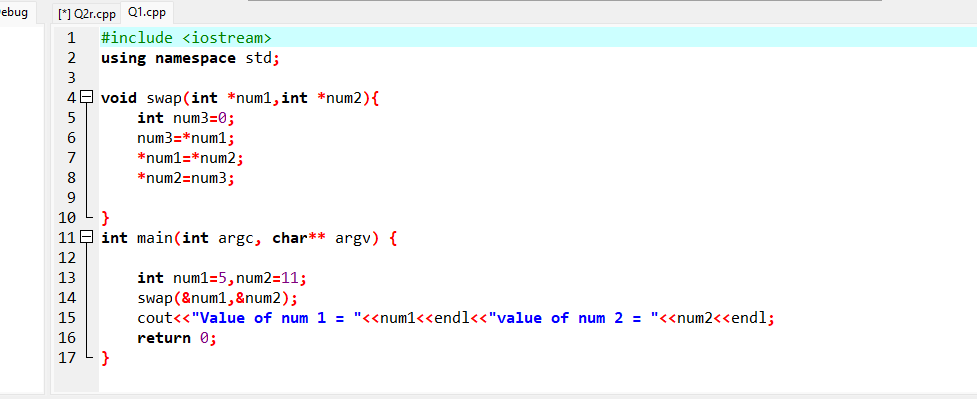 ebug [*] Q2r.cpp Q1.cpp
1 #include <iostream>
2 using namespace std;
3
4 void swap(int *num1,int *num2){
5 int num3=0;
6 num3=*num1;
7 *num1=*num2;
8 *num2=num3;
9
10 }
11 int main(int argc, char** argv) {
12
13 int num1=5,num2=11;
14 swap(&num1,&num2);
15 cout<<"Value of num 1 = "<<num1<<endl<<"value of num 2 = "<<num2<<endl;
16 return 0;
17 }